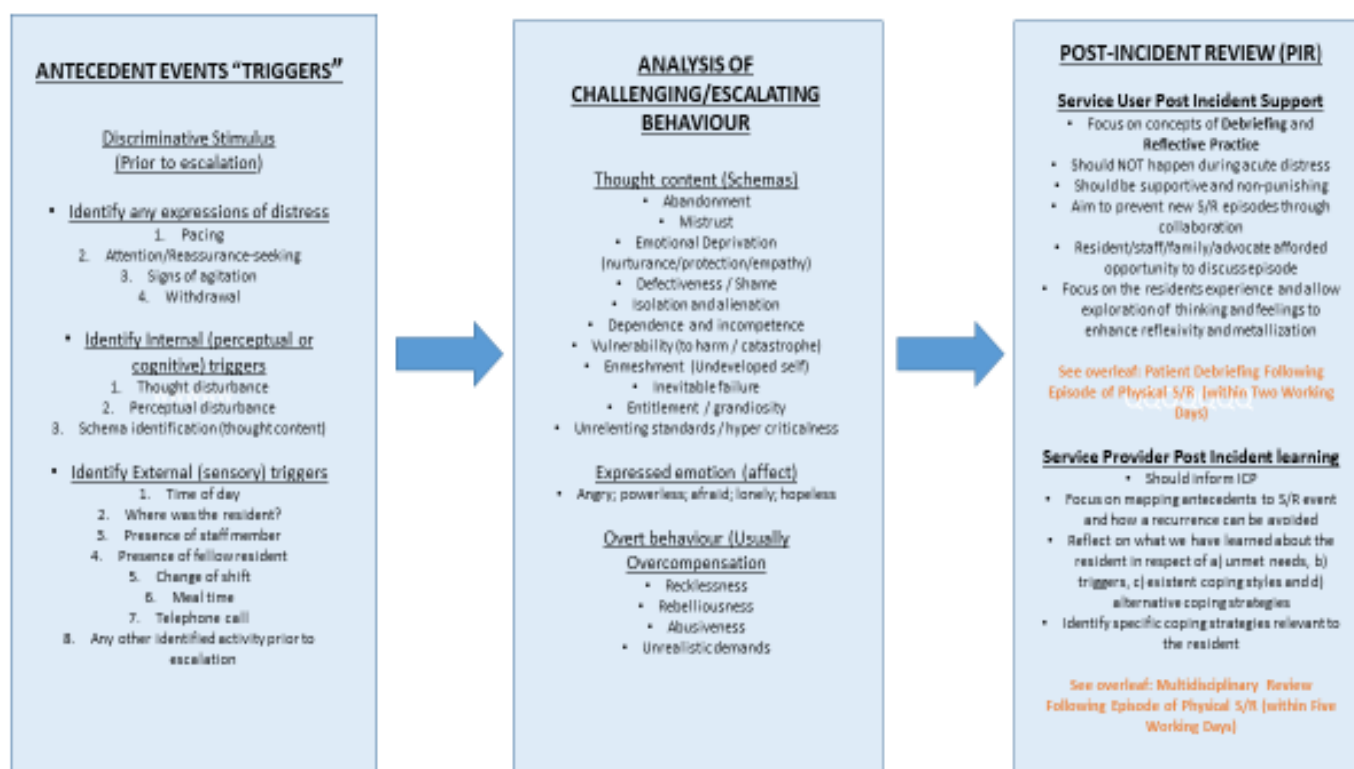 ANTECEDENT EVENTS “TRIGGERS”
Discriminative Stimulus
(Prior to escalation)
• Identify any expressions of distress
1. Pacing
2. Attention/Reassurance-seeking
3. Signs of agitation
4. Withdrawal
• Identify Internal (perceptual or
cognitive) triggers
1. Thought disturbance
2. Perceptual disturbance
3. Schema identification (thought content)
• Identify External (sensory) triggers
1. Time of day
2. Where was the resident?
3. Presence of staff member
4. Presence of fellow resident
5. Change of shift
6. Meal time
7. Telephone call
8. Any other identified activity prior to
escalation
ANALYSIS OF
CHALLENGING/ESCALATING
BEHAVIOUR
Thought content (Schemas)
• Abandonment
• Mistrust
• Emotional Deprivation
(nurturance/protection/empathy)
• Defectiveness / Shame
• Isolation and alienation
• Dependence and incompetence
• Vulnerability (to harm / catastrophe)
• Enmeshment (Undeveloped self)
• Inevitable failure
• Entitlement / grandiosity
• Unrelenting standards / hyper criticalness
Expressed emotion (affect)
• Angry; powerless; afraid; lonely; hopeless
Overt behaviour (Usually
Overcompensation
• Recklessness
• Rebelliousness
• Abusiveness
• Unrealistic demands
POST-INCIDENT REVIEW (PIR)
Service User Post Incident Support
• Focus on concepts of Debriefing and
Reflective Practice
• Should NOT happen during acute distress
• Should be supportive and non-punishing
• Aim to prevent new S/R episodes through
collaboration
• Resident/staff/family/advocate afforded
opportunity to discuss episode
• Focus on the residents experience and allow
exploration of thinking and feelings to
enhance reflexivity and metallization
See overleaf: Patient Debriefing Following
Episode of Physical S/R (within Two Working
Days)
Service Provider Post Incident learning
• Should inform ICP
• Focus on mapping antecedents to S/R event
and how a recurrence can be avoided
• Reflect on what we have learned about the
resident in respect of a) unmet needs, b)
triggers, c) existent coping styles and d)
alternative coping strategies
• Identify specific coping strategies relevant to
the resident
See overleaf: Multidisciplinary Review
Following Episode of Physical S/R (within Five
Working Days)